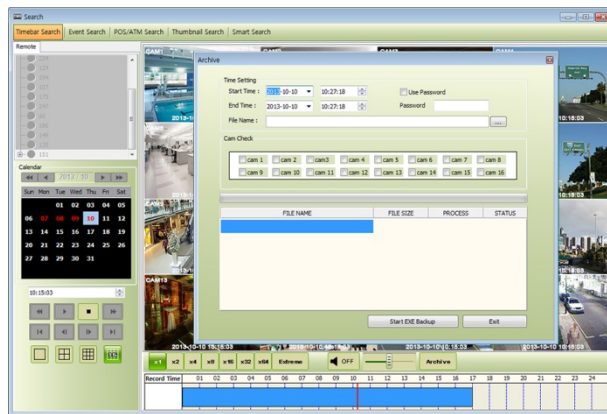 Search
Timebar Search Event Search POS/ATM Search Thumbnail Search Smart Search
Remote
Calendar
2013 / 10
Sun Mon Tue Wed Thu Fri Sat
01 02 03 04 05
06 07 08 09 10 11 12
13 14 15 16 17 18 19
20 21 22 23 24 25 26
27 28 29 30 31
10:15:03
CAM1
CAM13
Archive
Time Setting
Start Time : 2013-10-10 10:27:18 Use Password
End Time : 2013-10-10 10:27:18 Password
File Name : ...
Cam Check
cam 1 cam 2 cam3 cam 4 cam 5 cam 6 cam 7 cam 8
cam 9 cam 10 cam 11 cam 12 cam 13 cam 14 cam 15 cam 16
FILE NAME FILE SIZE PROCESS STATUS
Start EXE Backup Exit
x1 x2 x4 x8 x16 x32 x64 Extreme OFF Archive
Record Time 01 02 03 04 05 06 07 08 09 10 11 12 13 14 15 16 17 18 19 20 21 22 23 24